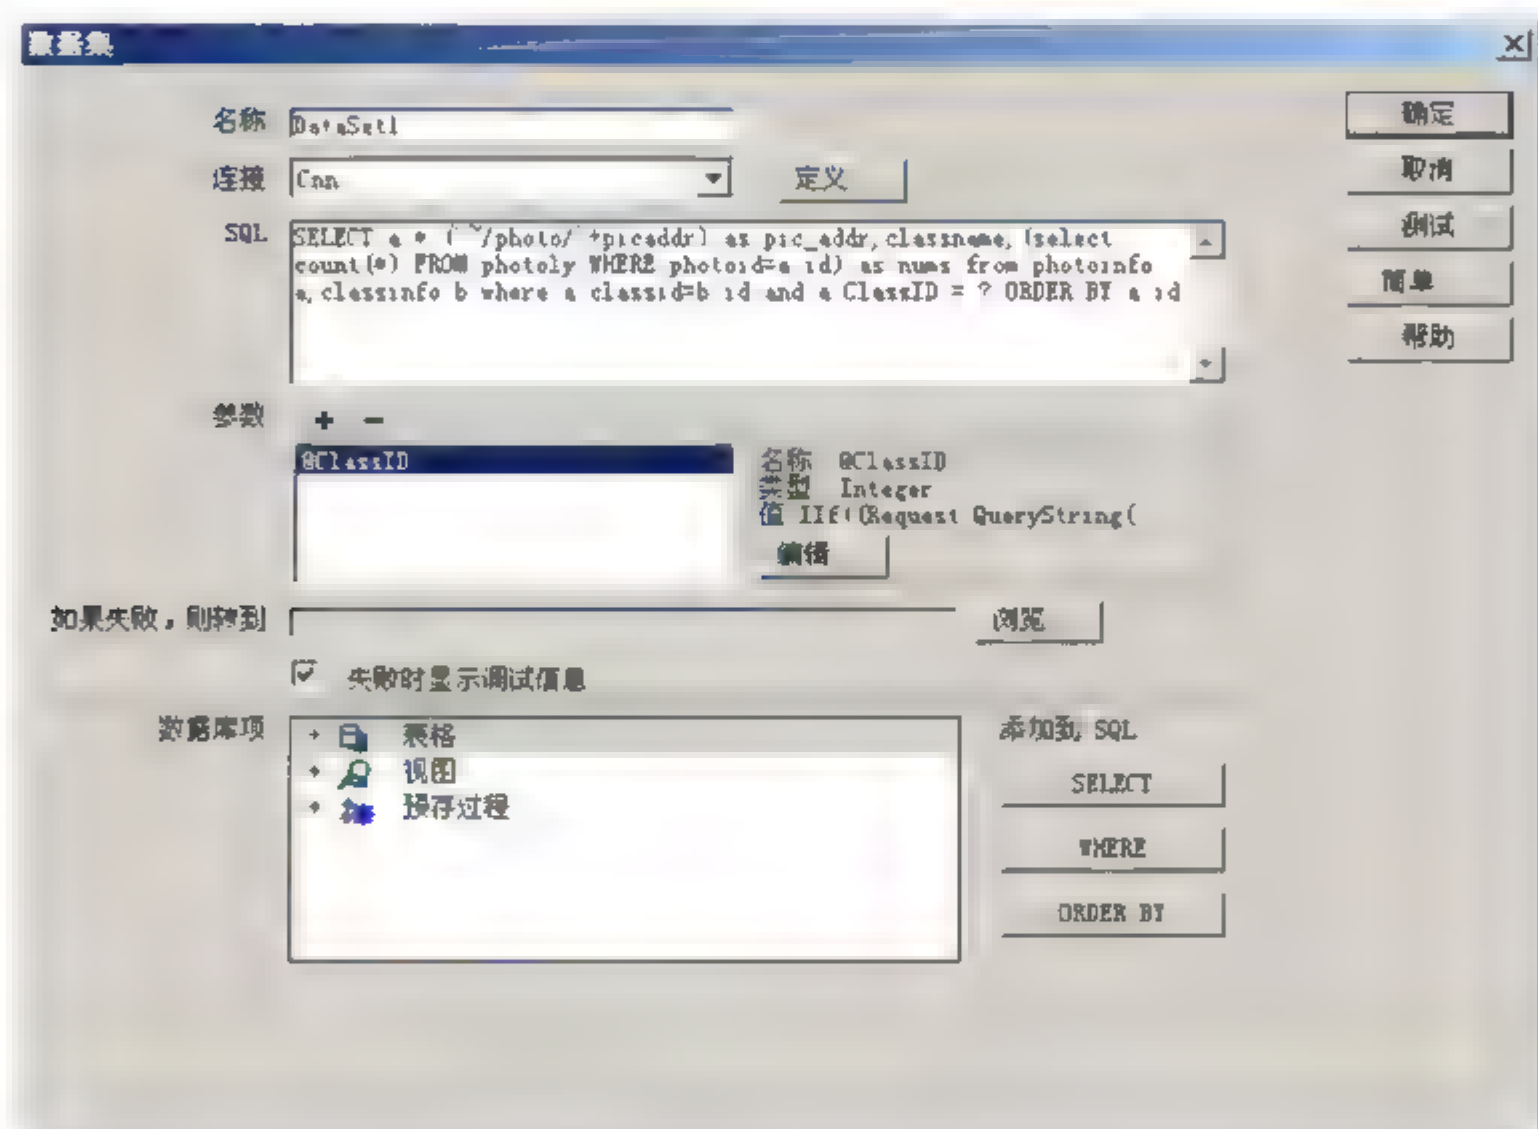 数据集
名称 DataSet1
确定
连接 Cnn 定义
取消
SQL SELECT a * ( ~/photo/ +picaddr) as pic_addr,classname,(select
count(*) FROM photoly WHERE photoid=a id) as nums from photoinfo
a,classinfo b where a classid=b id and a ClassID = ? ORDER BY a id
测试
简单
帮助
参数 + -
@ClassID
名称 @ClassID
类型 Integer
值 IIf((Request QueryString(
编辑
如果失败，则转到 浏览
失败时显示调试信息
数据库项
表格
视图
预存过程
添加到 SQL
SELECT
WHERE
ORDER BY